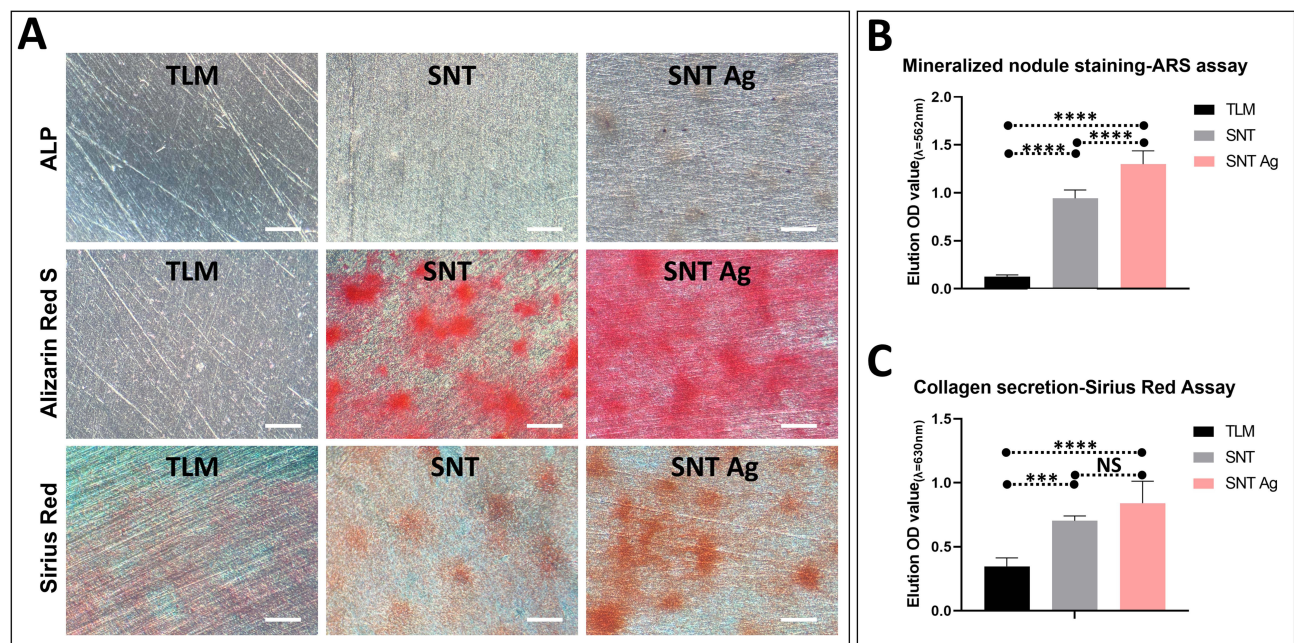 A
TLM SNT SNT Ag
ALP
TLM SNT SNT Ag
Alizarin Red S
TLM SNT SNT Ag
Sirius Red
B
Mineralized nodule staining-ARS assay
Elution OD value(λ=562nm)
2.0
1.5
1.0
0.5
0.0
****
**** ****
TLM
SNT
SNT Ag
C
Collagen secretion-Sirius Red Assay
Elution OD value(λ=630nm)
1.5
1.0
0.5
0.0
****
*** NS
TLM
SNT
SNT Ag